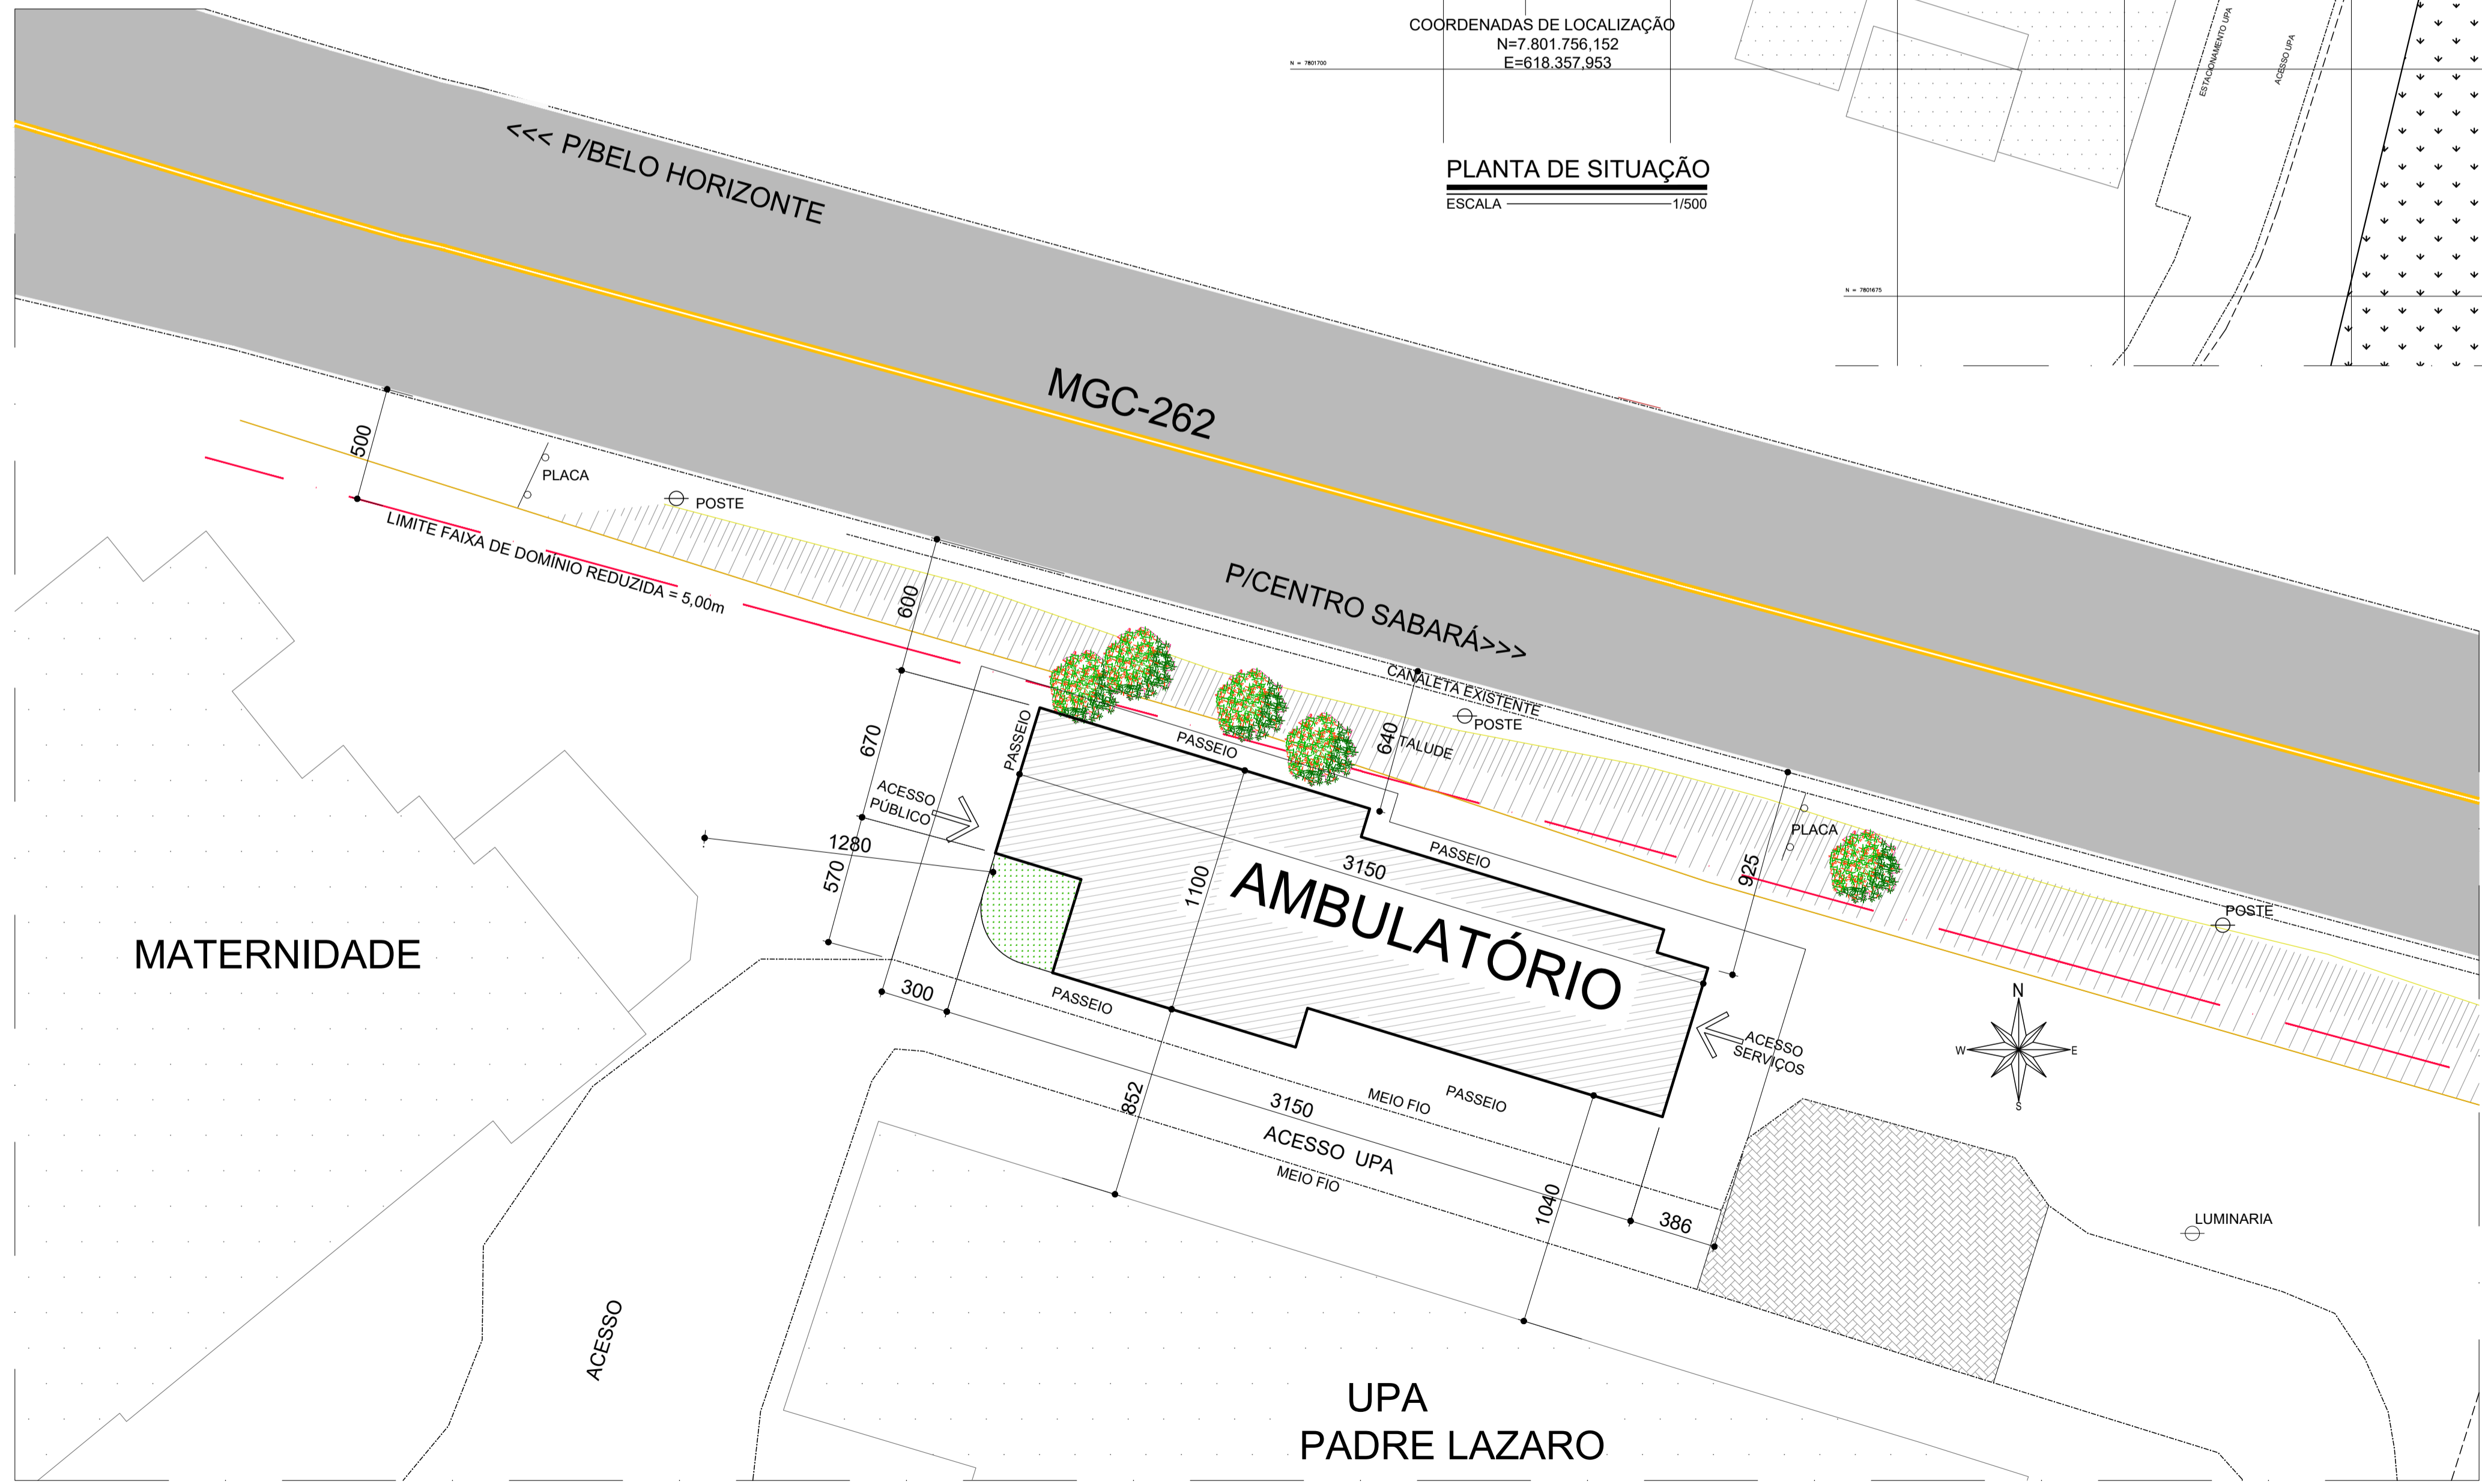 COORDENADAS DE LOCALIZAÇÃO
N=7.801.756,152
E=618.357,953
N = 7801700
ESTACIONAMENTO UPA
ACESSO UPA
PLANTA DE SITUAÇÃO
ESCALA 1/500
N = 7801675
<<< P/BELO HORIZONTE
MGC-262
P/CENTRO SABARÁ>>>
500
PLACA
POSTE
LIMITE FAIXA DE DOMÍNIO REDUZIDA = 5,00m
600
670
570
1280
CANALETA EXISTENTE
POSTE
640
TALUDE
PASSEIO
PASSEIO
ACESSO
PÚBLICO
PASSEIO
PLACA
925
POSTE
3150
1100
AMBULATÓRIO
MATERNIDADE
300
PASSEIO
ACESSO
SERVIÇOS
N
W
E
S
852
3150
MEIO FIO
PASSEIO
ACESSO UPA
MEIO FIO
1040
386
LUMINARIA
ACESSO
UPA
PADRE LAZARO